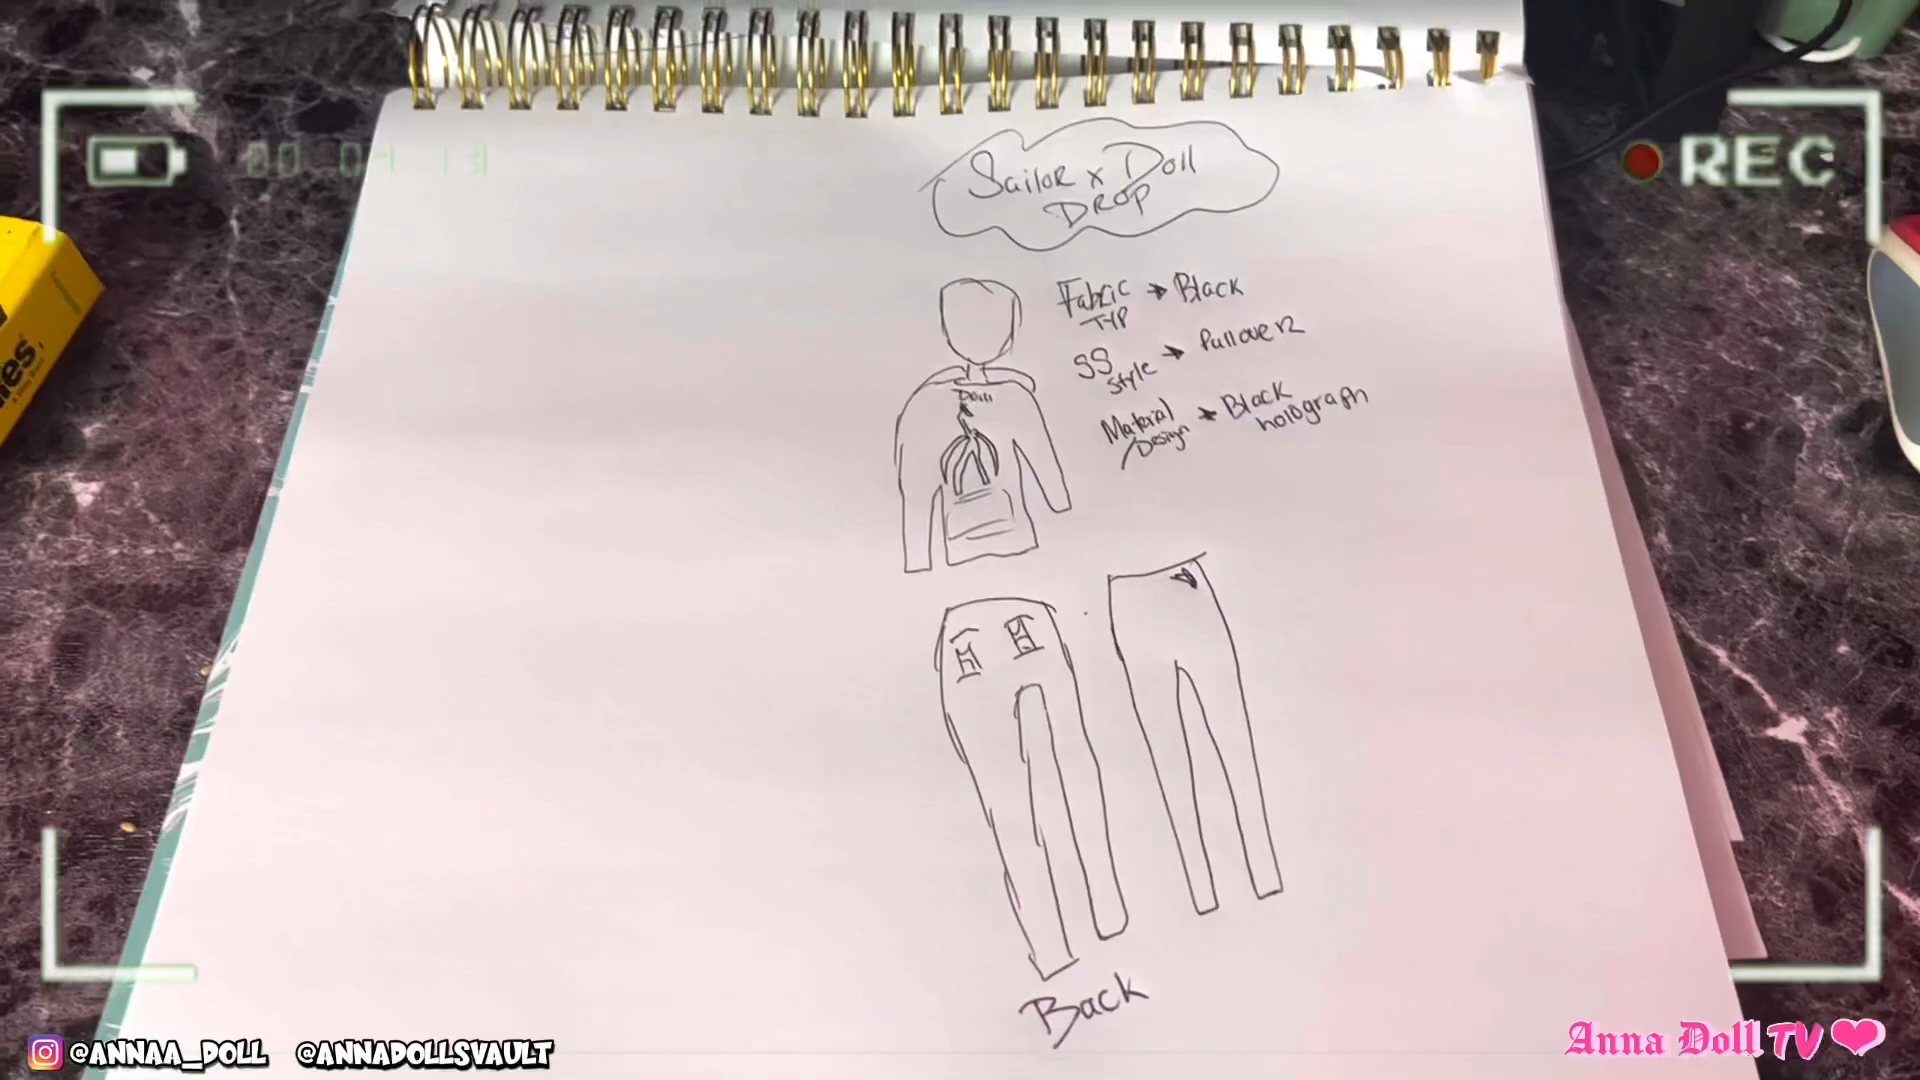 REC
Sailor x Doll
DROP
Fabric → Black
TYP
SS → Pullover
Style
Material → Black
/Design holograph
Doll
Back
@ANNAA_DOLL @ANNADOLLSVAULT
Anna Doll TV